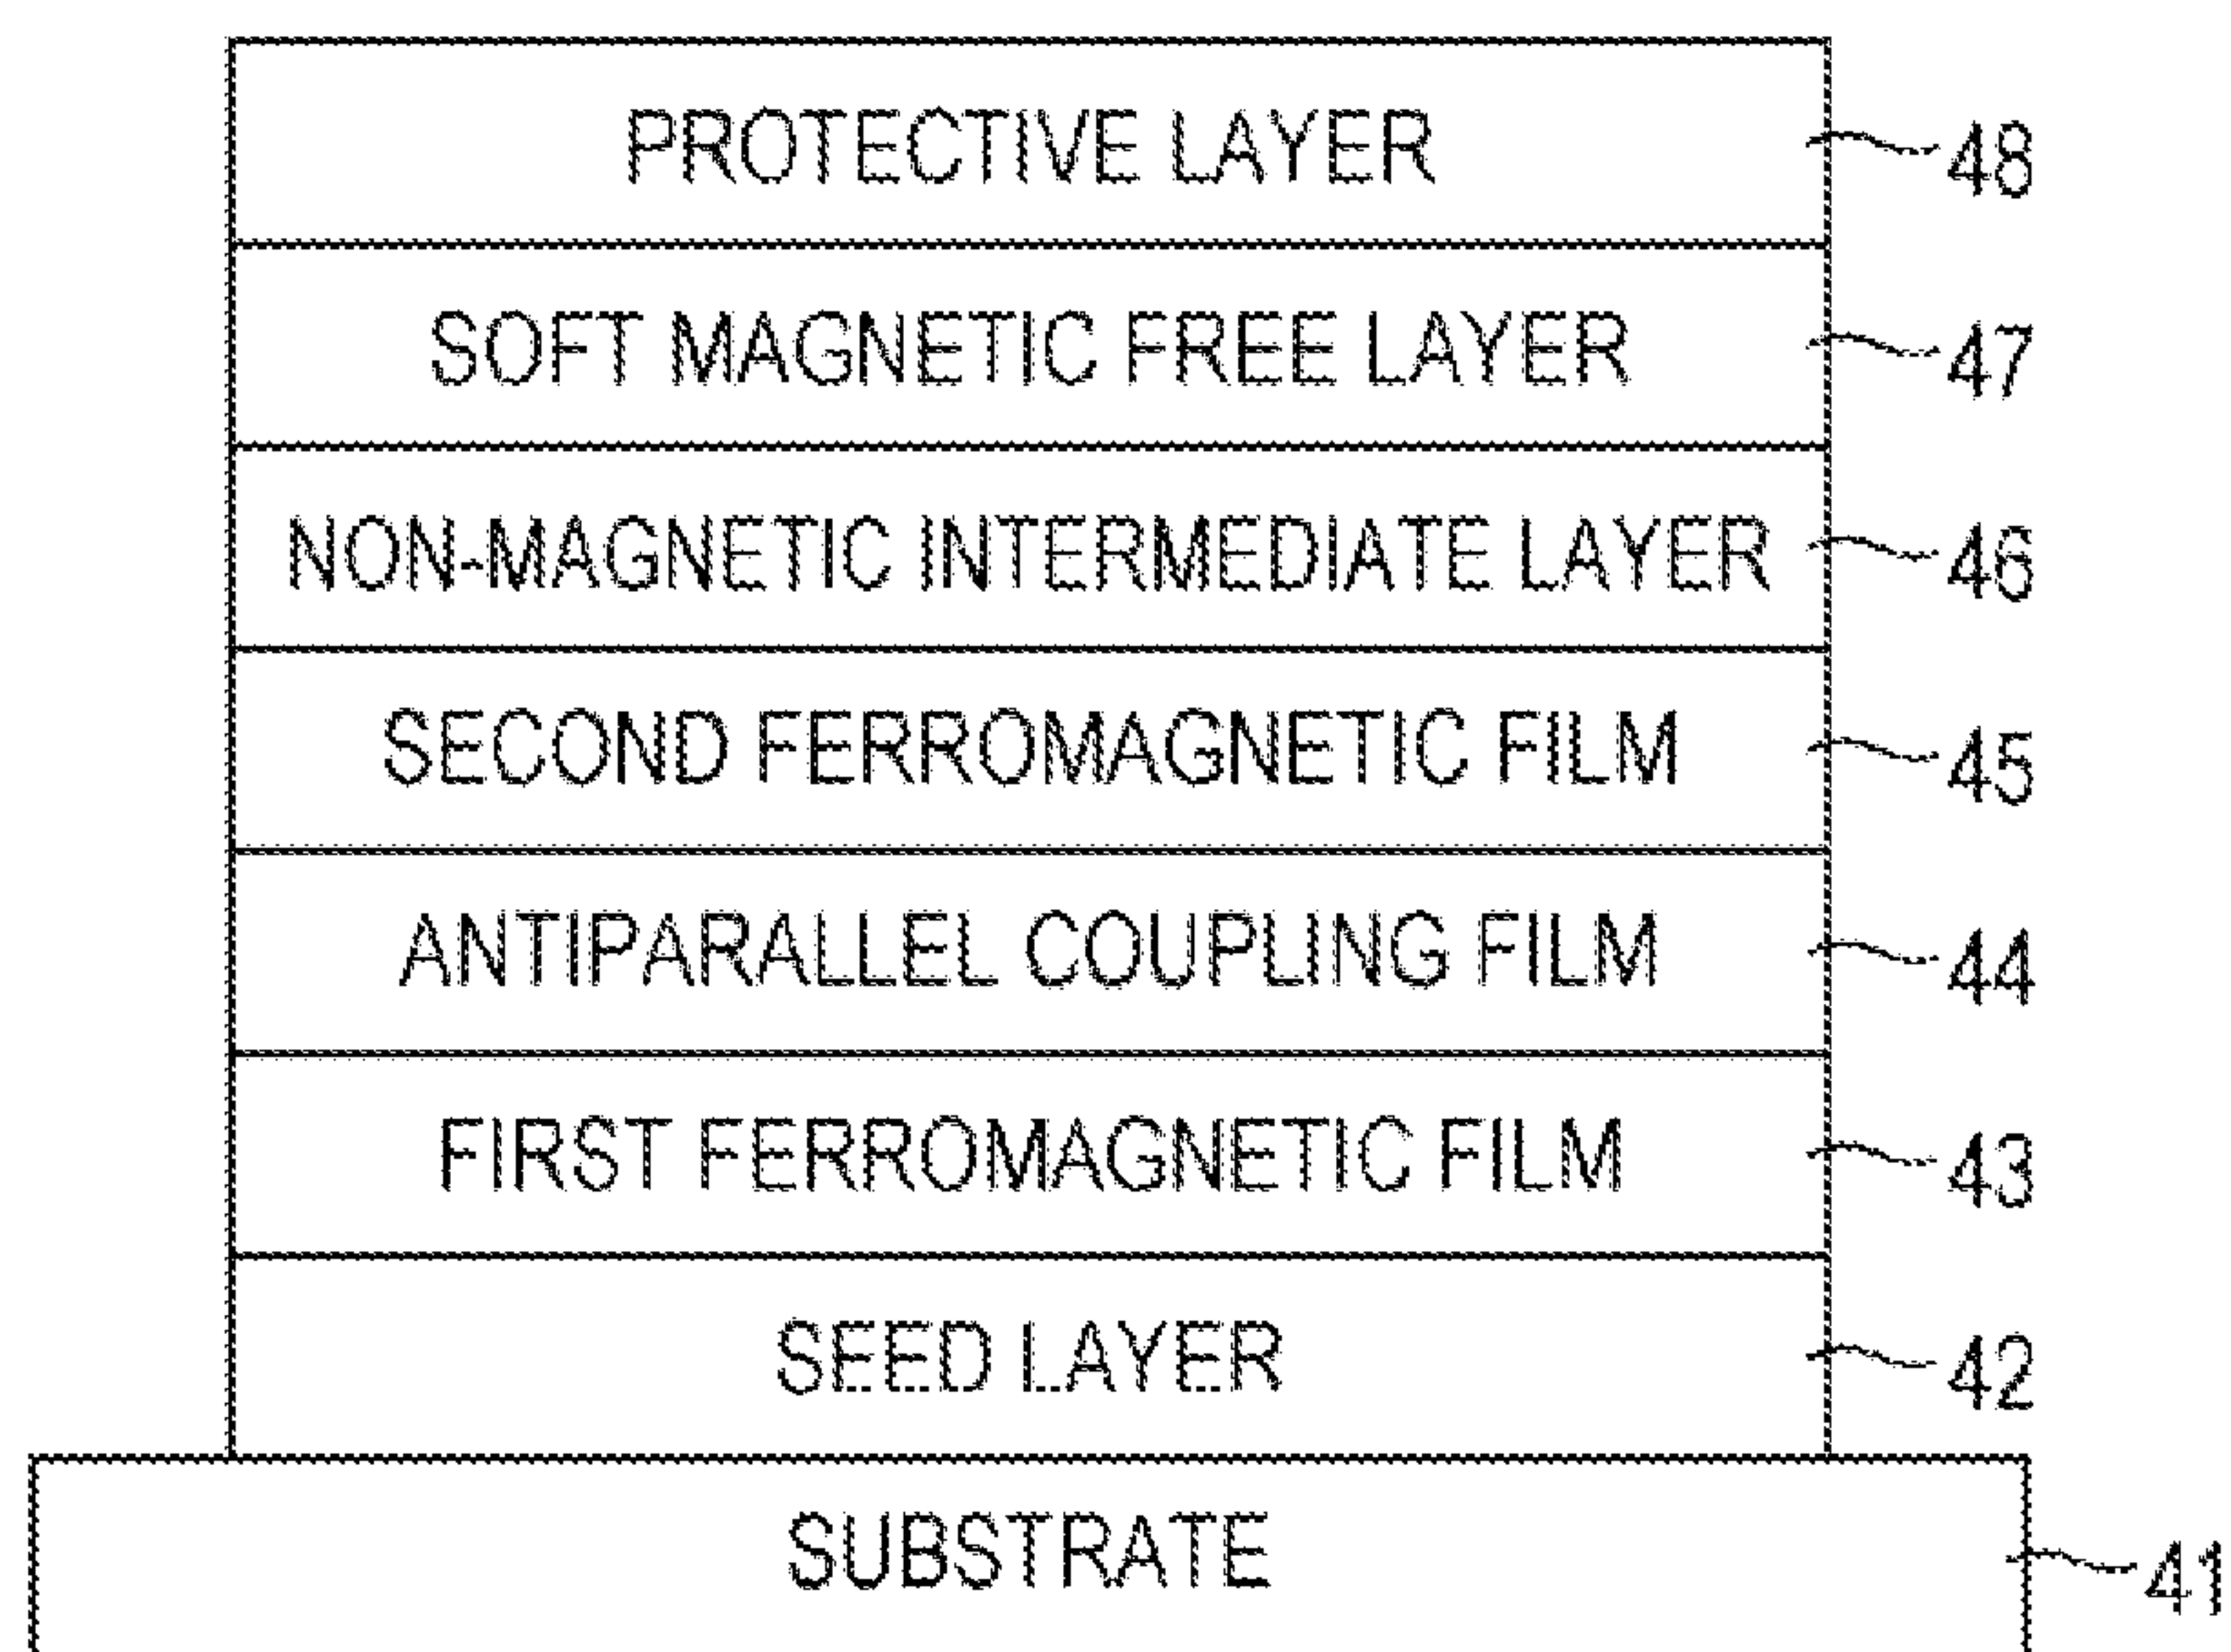 PROTECTIVE LAYER 48
SOFT MAGNETIC FREE LAYER 47
NON-MAGNETIC INTERMEDIATE LAYER 46
SECOND FERROMAGNETIC FILM 45
ANTIPARALLEL COUPLING FILM 44
FIRST FERROMAGNETIC FILM 43
SEED LAYER 42
SUBSTRATE 41